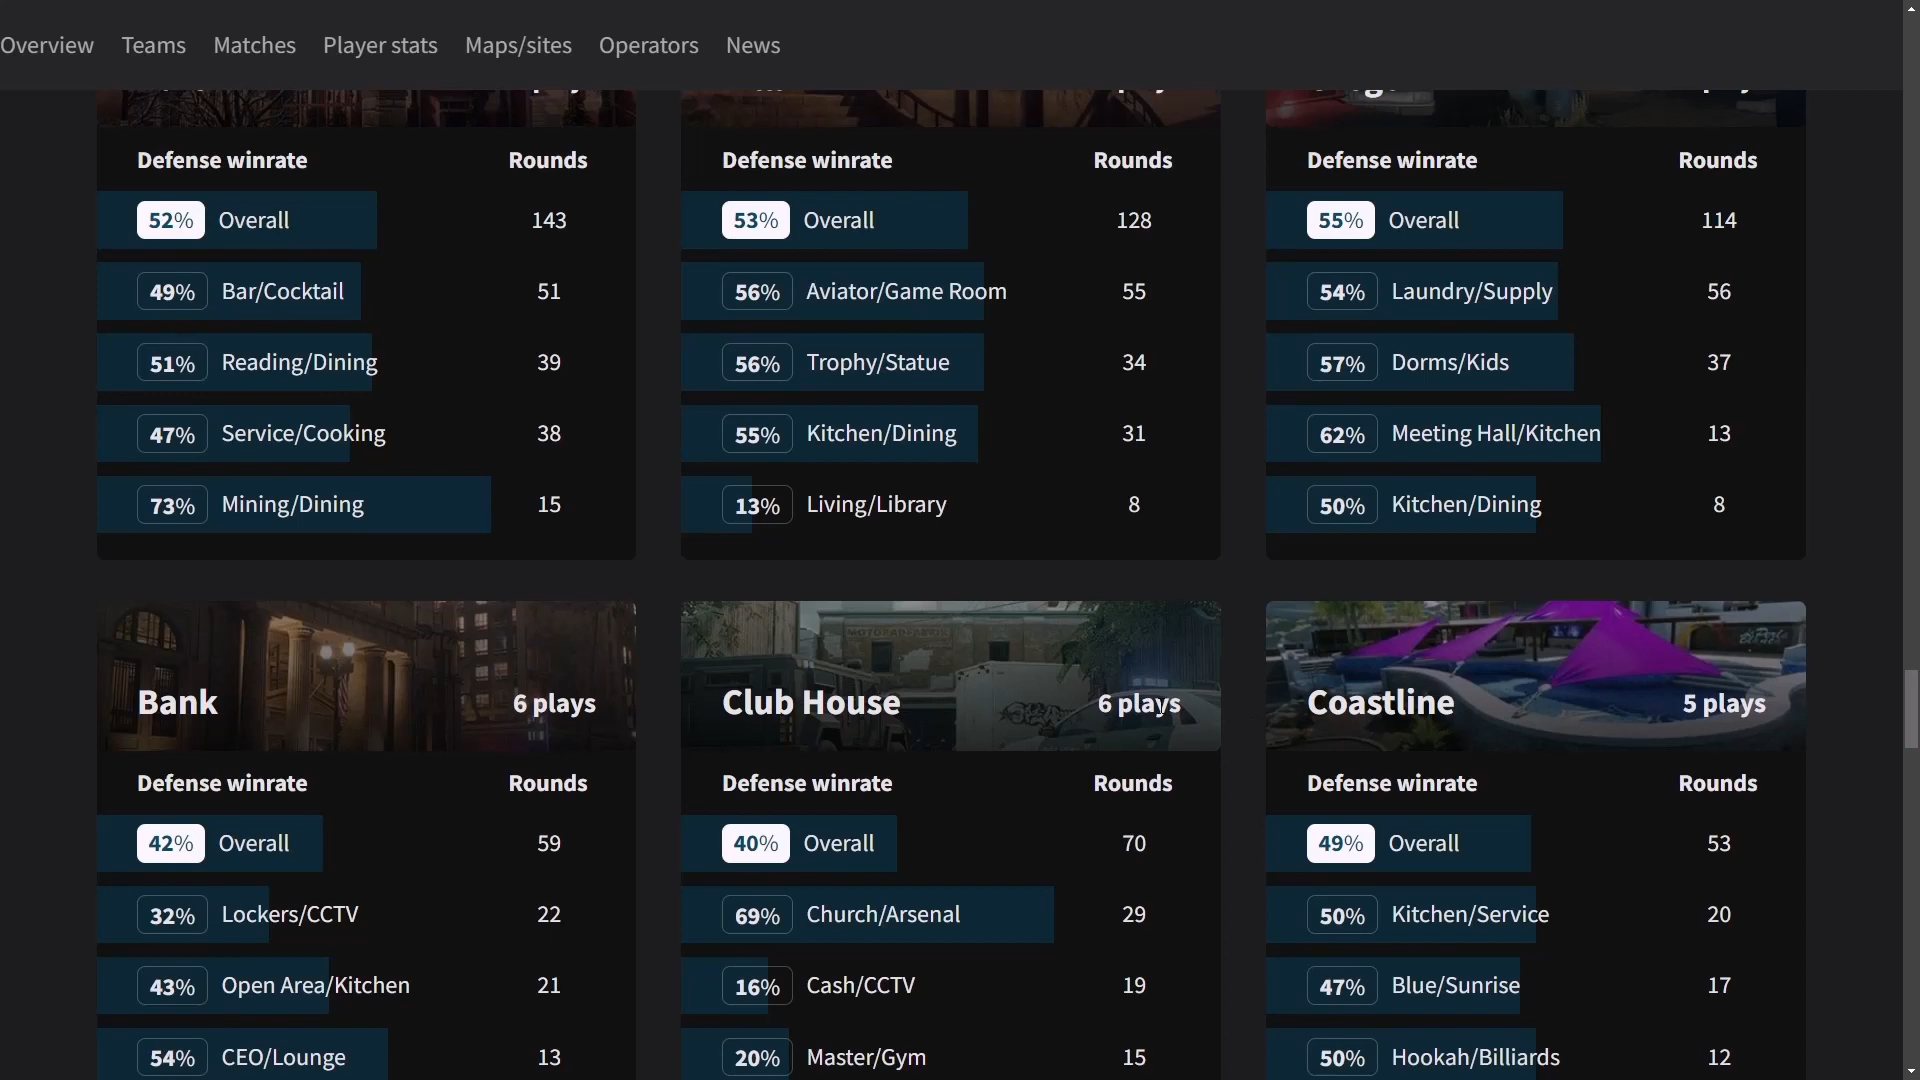 Overview Teams Matches Player stats Maps/sites Operators News
Defense winrate Rounds
52% Overall 143
49% Bar/Cocktail 51
51% Reading/Dining 39
47% Service/Cooking 38
73% Mining/Dining 15
Defense winrate Rounds
53% Overall 128
56% Aviator/Game Room 55
56% Trophy/Statue 34
55% Kitchen/Dining 31
13% Living/Library 8
Defense winrate Rounds
55% Overall 114
54% Laundry/Supply 56
57% Dorms/Kids 37
62% Meeting Hall/Kitchen 13
50% Kitchen/Dining 8
Bank 6 plays
Defense winrate Rounds
42% Overall 59
32% Lockers/CCTV 22
43% Open Area/Kitchen 21
54% CEO/Lounge 13
Club House 6 plays
Defense winrate Rounds
40% Overall 70
69% Church/Arsenal 29
16% Cash/CCTV 19
20% Master/Gym 15
Coastline 5 plays
Defense winrate Rounds
49% Overall 53
50% Kitchen/Service 20
47% Blue/Sunrise 17
50% Hookah/Billiards 12